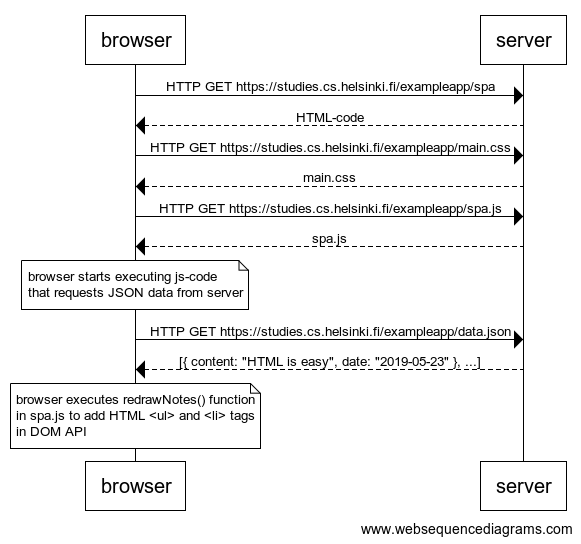 browser
server
HTTP GET https://studies.cs.helsinki.fi/exampleapp/spa
HTML-code
HTTP GET https://studies.cs.helsinki.fi/exampleapp/main.css
main.css
HTTP GET https://studies.cs.helsinki.fi/exampleapp/spa.js
spa.js
browser starts executing js-code
that requests JSON data from server
HTTP GET https://studies.cs.helsinki.fi/exampleapp/data.json
[{ content: "HTML is easy", date: "2019-05-23" }, ...]
browser executes redrawNotes() function
in spa.js to add HTML <ul> and <li> tags
in DOM API
browser
server
www.websequencediagrams.com